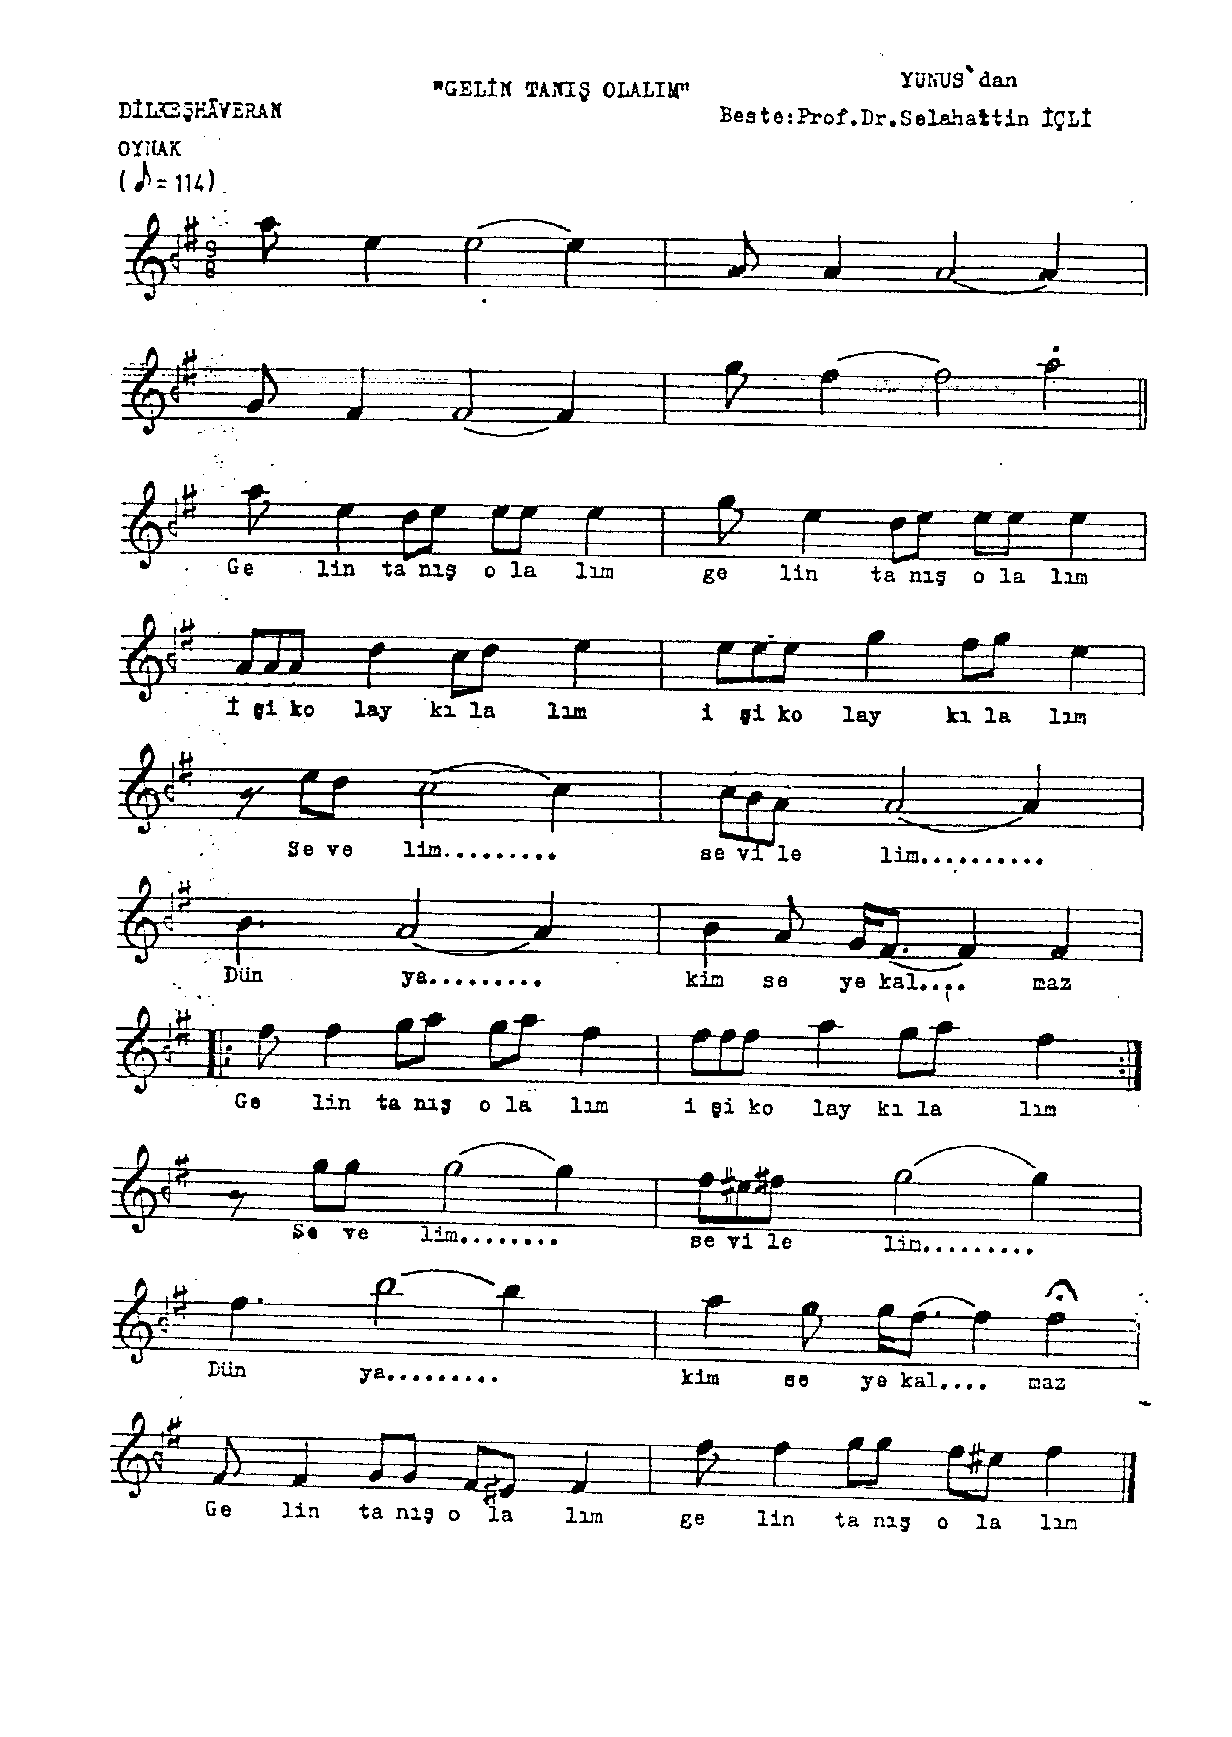 "GELİN TANIŞ OLALIM"
YUNUS'dan
DİLKEŞHÂVERAN
Beste:Prof.Dr.Selahattin İÇLİ
OYNAK
(♪=114)
9
8
Ge lin ta nış o la lım ge lin ta nış o la lım
İ şi ko lay kı la lım i şi ko lay kı la lım
Se ve lim......... se vi le lim..........
Dün ya......... kim se ye kal.... maz
Ge lin ta nış o la lım i şi ko lay kı la lım
Se ve lim........ se vi le lim.........
Dün ya......... kim se ye kal.... maz
Ge lin ta nış o la lım ge lin ta nış o la lım